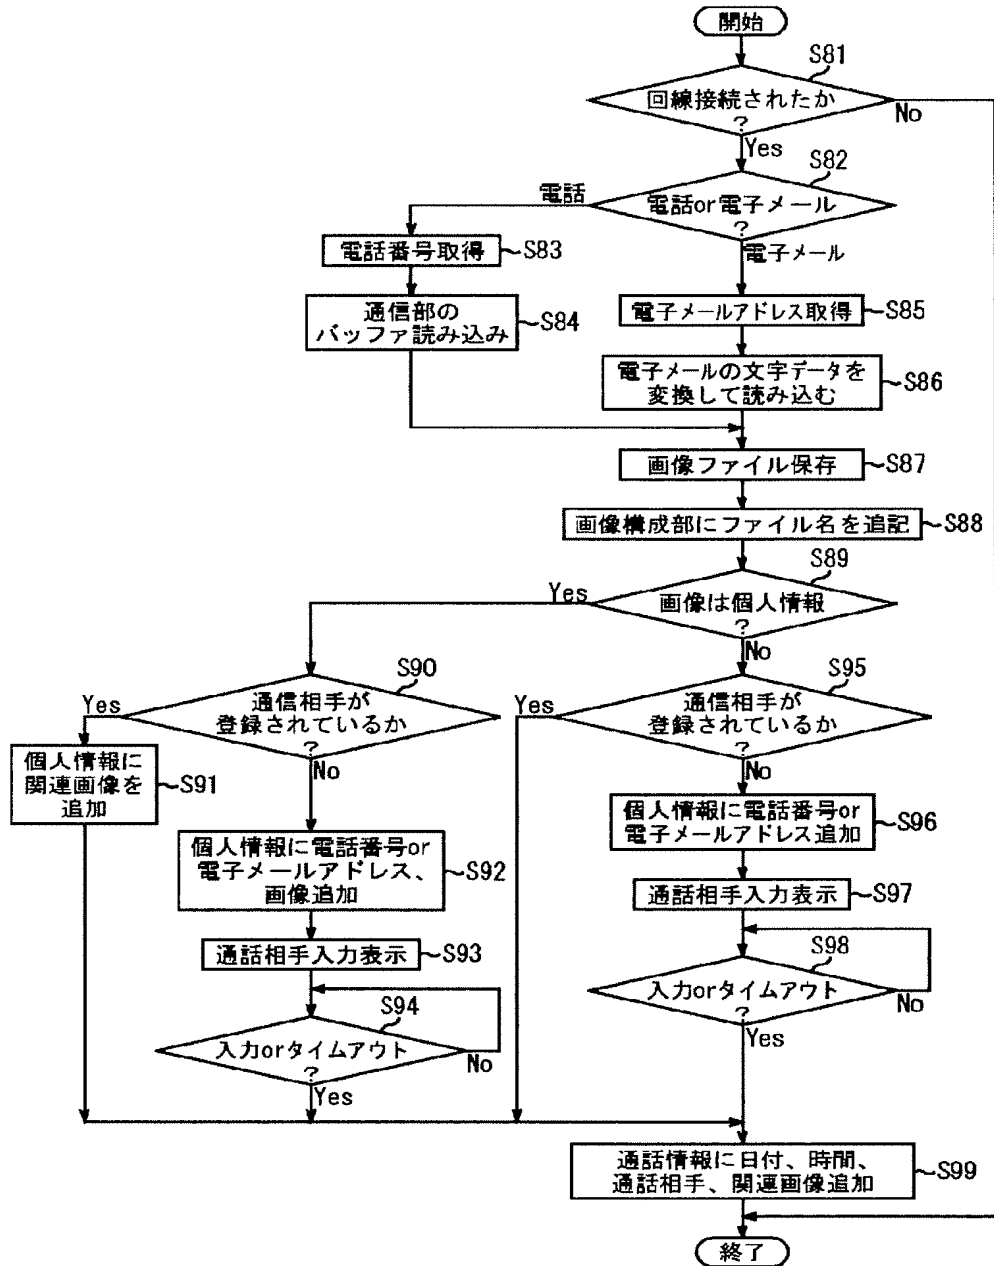 開始
S81
回線接続されたか
?
No
Yes
S82
電話
電話or電子メール
?
電子メール
電話番号取得
S83
通信部の
バッファ読み込み
S84
電子メールアドレス取得
S85
電子メールの文字データを
変換して読み込む
S86
画像ファイル保存
S87
画像構成部にファイル名を追記
S88
S89
Yes
画像は個人情報
?
No
S90
Yes
通信相手が
登録されているか
?
No
S95
Yes
通信相手が
登録されているか
?
No
個人情報に
関連画像を
追加
S91
個人情報に電話番号or
電子メールアドレス、
画像追加
S92
個人情報に電話番号or
電子メールアドレス追加
S96
通話相手入力表示
S97
通話相手入力表示
S93
S98
入力orタイムアウト
?
No
Yes
S94
入力orタイムアウト
?
No
Yes
通話情報に日付、時間、
通話相手、関連画像追加
S99
終了